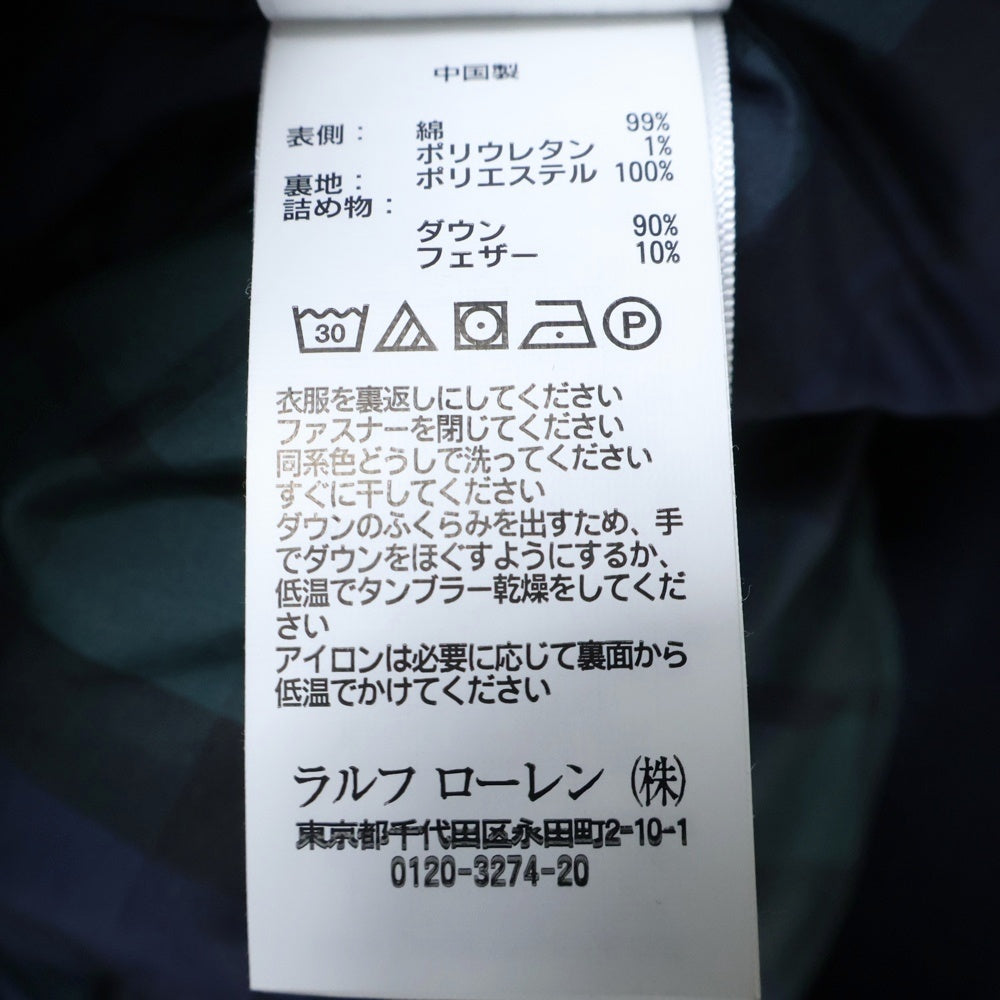 中国製
表側： 綿 99%
ポリウレタン 1%
裏地： ポリエステル 100%
詰め物：
ダウン 90%
フェザー 10%
30 P
衣服を裏返しにしてください
ファスナーを閉じてください
同系色どうしで洗ってください
すぐに干してください
ダウンのふくらみを出すため、手
でダウンをほぐすようにするか、
低温でタンブラー乾燥をしてくだ
さい
アイロンは必要に応じて裏面から
低温でかけてください
ラルフ ローレン ㈱
東京都千代田区永田町2-10-1
0120-3274-20